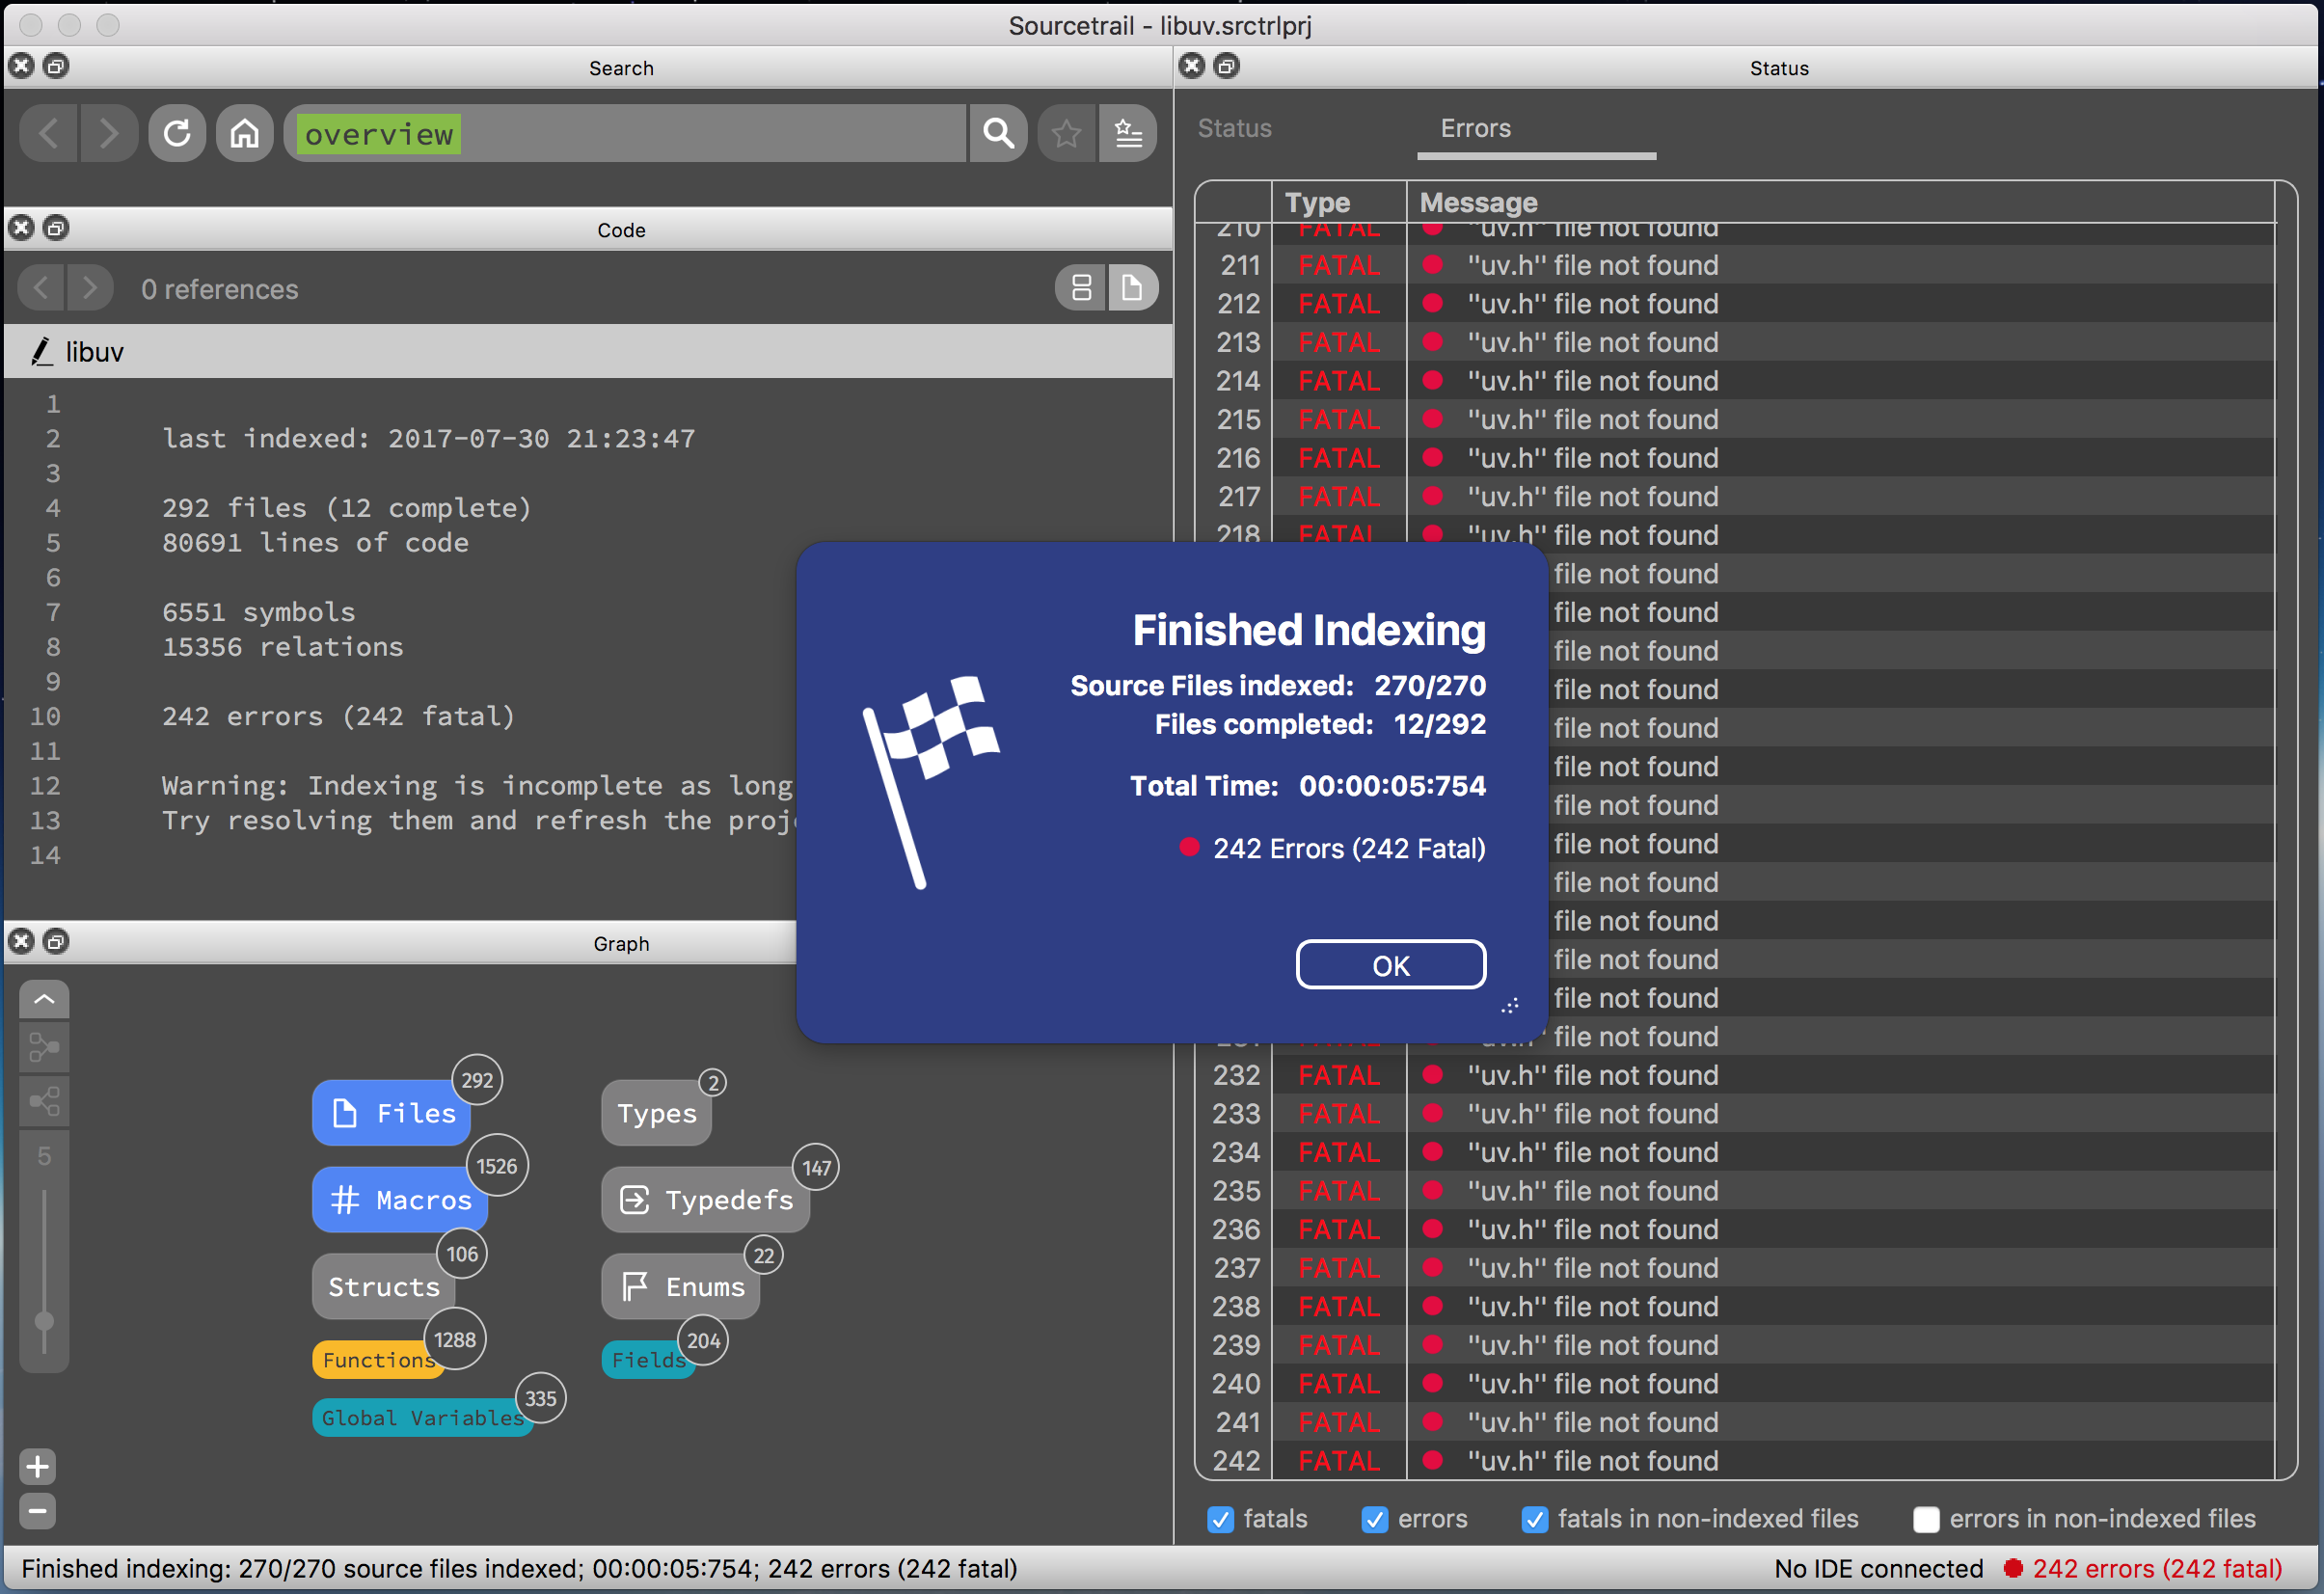 Sourcetrail - libuv.srctrlprj
Search
overview
Code
0 references
libuv
1
2 last indexed: 2017-07-30 21:23:47
3
4 292 files (12 complete)
5 80691 lines of code
6
7 6551 symbols
8 15356 relations
9
10 242 errors (242 fatal)
11
12 Warning: Indexing is incomplete as long
13 Try resolving them and refresh the
14
Graph
5
Files 292
Types 2
Macros 1526
Typedefs 147
Structs 106
Enums 22
Functions 1288
Fields 204
Global Variables 335
Status
Status Errors
Type Message
210 FATAL "uv.h" file not found
211 FATAL "uv.h" file not found
212 FATAL "uv.h" file not found
213 FATAL "uv.h" file not found
214 FATAL "uv.h" file not found
215 FATAL "uv.h" file not found
216 FATAL "uv.h" file not found
217 FATAL "uv.h" file not found
218 FATAL "uv.h" file not found
file not found
file not found
file not found
file not found
file not found
file not found
file not found
file not found
file not found
file not found
file not found
file not found
file not found
232 FATAL "uv.h" file not found
233 FATAL "uv.h" file not found
234 FATAL "uv.h" file not found
235 FATAL "uv.h" file not found
236 FATAL "uv.h" file not found
237 FATAL "uv.h" file not found
238 FATAL "uv.h" file not found
239 FATAL "uv.h" file not found
240 FATAL "uv.h" file not found
241 FATAL "uv.h" file not found
242 FATAL "uv.h" file not found
fatals errors fatals in non-indexed files errors in non-indexed files
Finished Indexing
Source Files indexed: 270/270
Files completed: 12/292
Total Time: 00:00:05:754
242 Errors (242 Fatal)
OK
Finished indexing: 270/270 source files indexed; 00:00:05:754; 242 errors (242 fatal)
No IDE connected 242 errors (242 fatal)